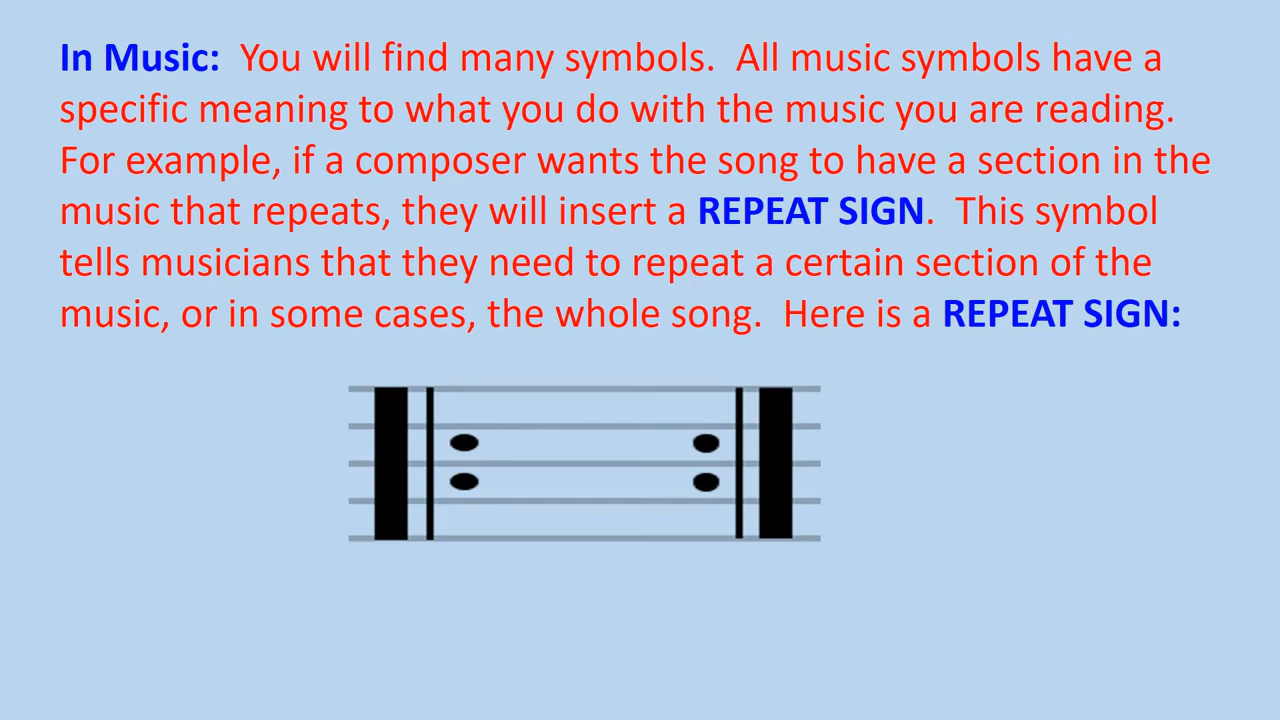 In Music:  You will find many symbols.  All music symbols have a
specific meaning to what you do with the music you are reading.
For example, if a composer wants the song to have a section in the
music that repeats, they will insert a REPEAT SIGN.  This symbol
tells musicians that they need to repeat a certain section of the
music, or in some cases, the whole song.  Here is a REPEAT SIGN: